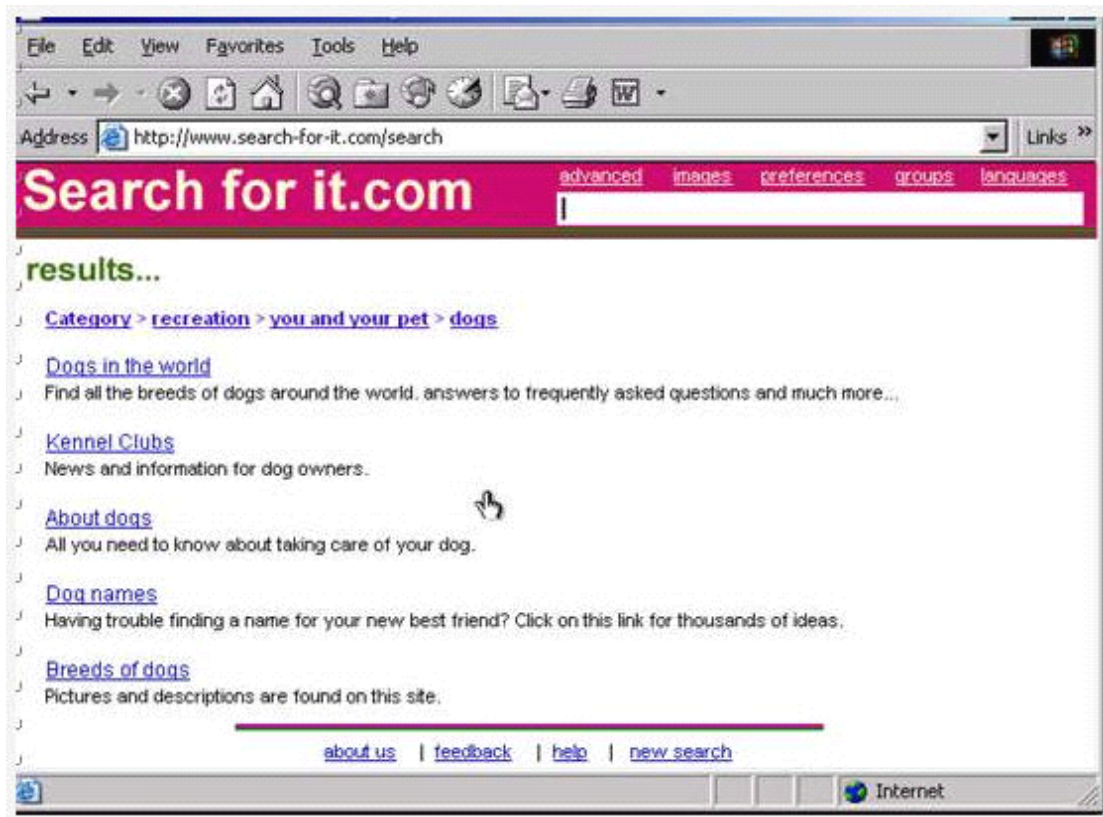 File Edit View Favorites Tools Help
W
Address http://www.search-for-it.com/search Links »
Search for it.com
advanced images preferences groups languages
results...
Category > recreation > you and your pet > dogs
Dogs in the world
Find all the breeds of dogs around the world. answers to frequently asked questions and much more...
Kennel Clubs
News and information for dog owners.
About dogs
All you need to know about taking care of your dog.
Dog names
Having trouble finding a name for your new best friend? Click on this link for thousands of ideas.
Breeds of dogs
Pictures and descriptions are found on this site.
about us | feedback | help | new search
Internet